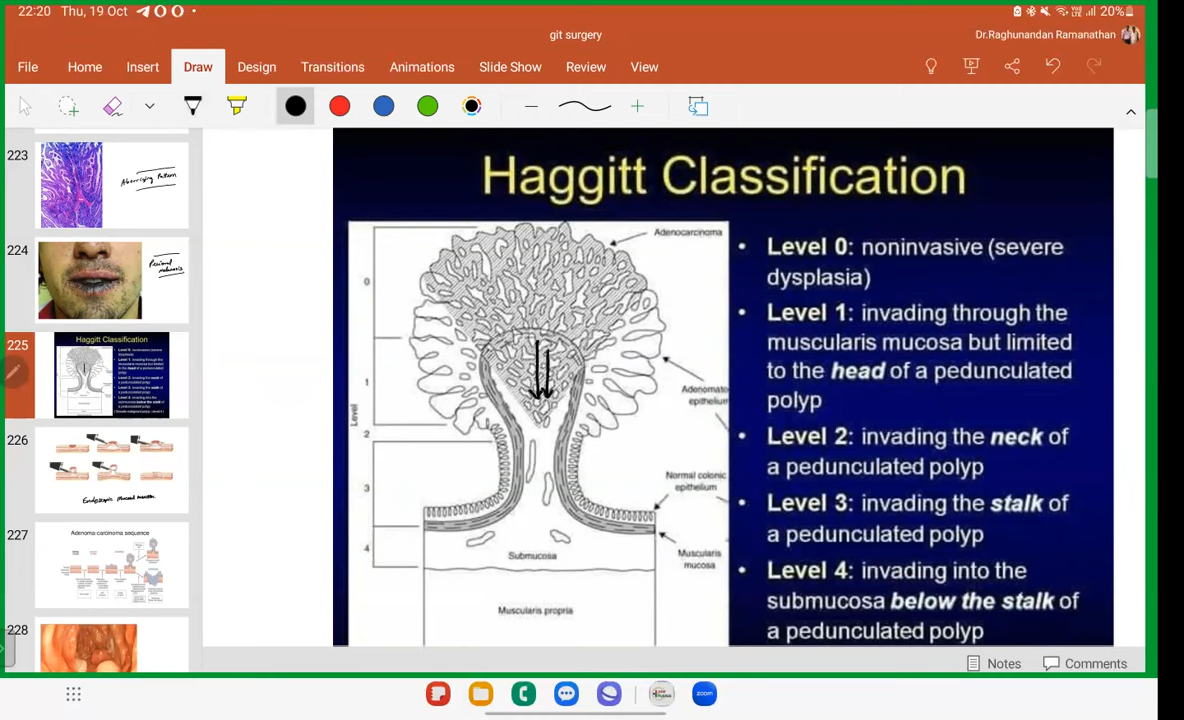 22:20 Thu, 19 Oct
20%
git surgery
Dr.Raghunandan Ramanathan
File Home Insert Draw Design Transitions Animations Slide Show Review View
223
224
225
Haggitt Classification
226
227
Adenoma carcinoma sequence
228
Haggitt Classification
Adenocarcinoma
0
1
Level
2
3
4
Adenomato
epithelium
Normal colonic
epithelium
Muscularis
mucosa
Submucosa
Muscularis propria
• Level 0: noninvasive (severe
dysplasia)
• Level 1: invading through the
muscularis mucosa but limited
to the head of a pedunculated
polyp
• Level 2: invading the neck of
a pedunculated polyp
• Level 3: invading the stalk of
a pedunculated polyp
• Level 4: invading into the
submucosa below the stalk of
a pedunculated polyp
Notes Comments
zoom